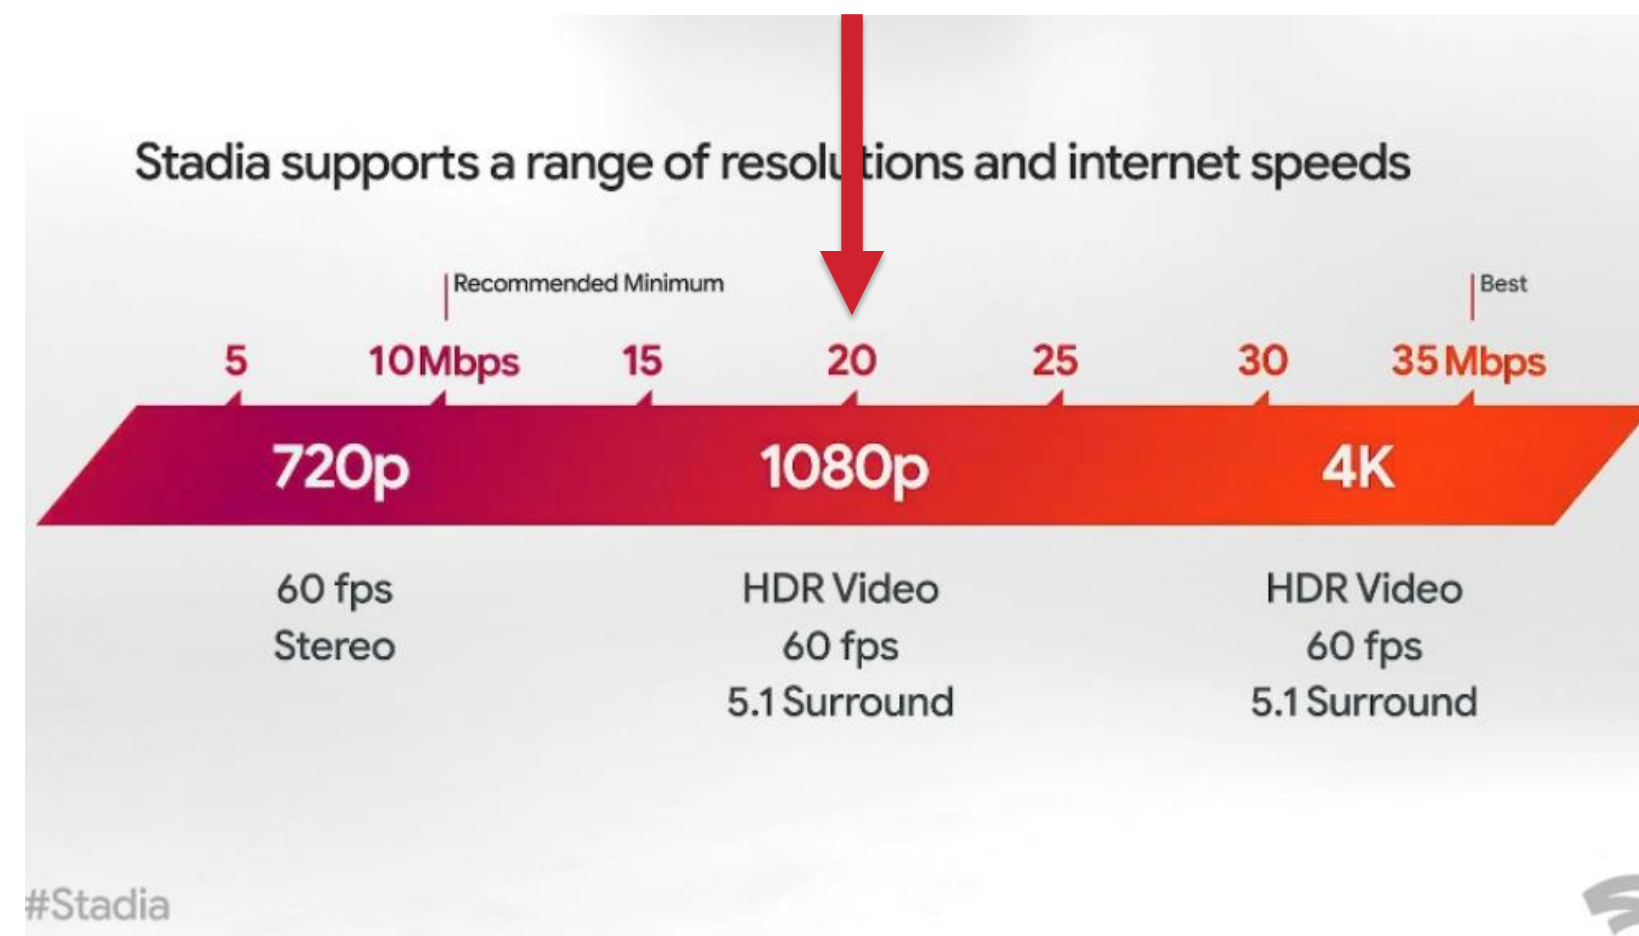 Stadia supports a range of resolutions and internet speeds
Recommended Minimum
Best
5 10 Mbps 15 20 25 30 35 Mbps
720p 1080p 4K
60 fps HDR Video HDR Video
Stereo 60 fps 60 fps
5.1 Surround 5.1 Surround
#Stadia